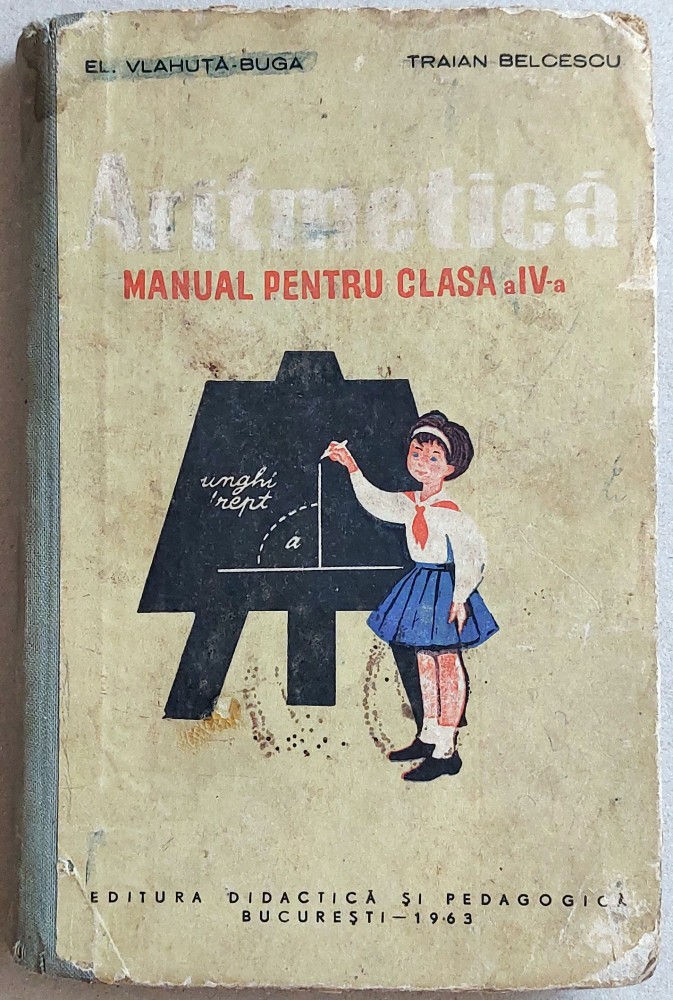 EL. VLAHUȚĂ-BUGA TRAIAN BELCESCU
Aritmetică
MANUAL PENTRU CLASA a IV-a
unghi
drept
a
EDITURA DIDACTICĂ ȘI PEDAGOGICĂ
BUCUREȘTI — 1963